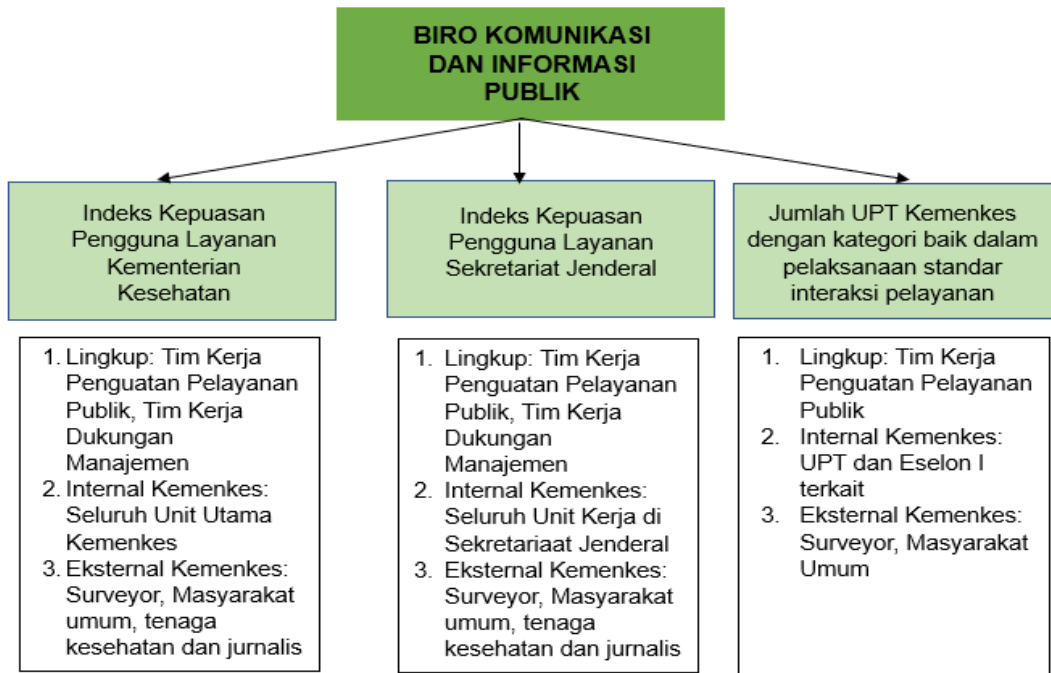 BIRO KOMUNIKASI
DAN INFORMASI
PUBLIK
Indeks Kepuasan
Pengguna Layanan
Kementerian
Kesehatan
Indeks Kepuasan
Pengguna Layanan
Sekretariat Jenderal
Jumlah UPT Kemenkes
dengan kategori baik dalam
pelaksanaan standar
interaksi pelayanan
1. Lingkup: Tim Kerja
Penguatan Pelayanan
Publik, Tim Kerja
Dukungan
Manajemen
2. Internal Kemenkes:
Seluruh Unit Utama
Kemenkes
3. Eksternal Kemenkes:
Surveyor, Masyarakat
umum, tenaga
kesehatan dan jurnalis
1. Lingkup: Tim Kerja
Penguatan Pelayanan
Publik, Tim Kerja
Dukungan
Manajemen
2. Internal Kemenkes:
Seluruh Unit Kerja di
Sekretariaat Jenderal
3. Eksternal Kemenkes:
Surveyor, Masyarakat
umum, tenaga
kesehatan dan jurnalis
1. Lingkup: Tim Kerja
Penguatan Pelayanan
Publik
2. Internal Kemenkes:
UPT dan Eselon I
terkait
3. Eksternal Kemenkes:
Surveyor, Masyarakat
Umum